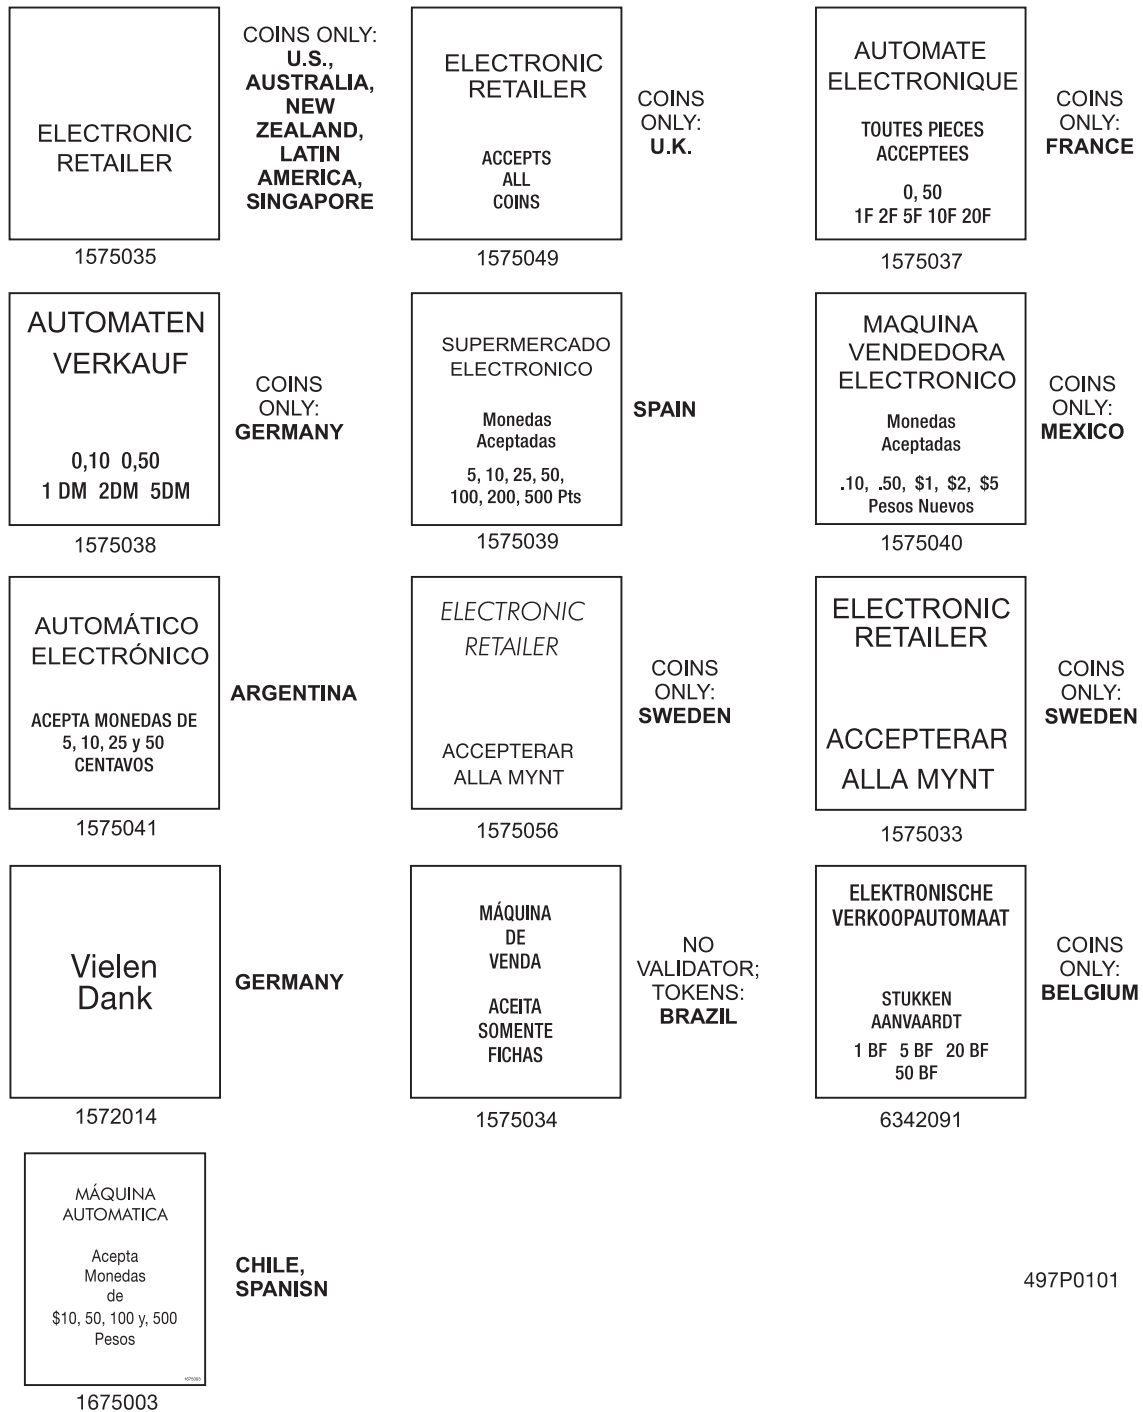 ELECTRONIC
RETAILER
1575035
COINS ONLY:
U.S.,
AUSTRALIA,
NEW
ZEALAND,
LATIN
AMERICA,
SINGAPORE
ELECTRONIC
RETAILER
ACCEPTS
ALL
COINS
1575049
COINS
ONLY:
U.K.
AUTOMATE
ELECTRONIQUE
TOUTES PIECES
ACCEPTEES
0, 50
1F 2F 5F 10F 20F
1575037
COINS
ONLY:
FRANCE
AUTOMATEN
VERKAUF
0,10 0,50
1 DM 2DM 5DM
1575038
COINS
ONLY:
GERMANY
SUPERMERCADO
ELECTRONICO
Monedas
Aceptadas
5, 10, 25, 50,
100, 200, 500 Pts
1575039
SPAIN
MAQUINA
VENDEDORA
ELECTRONICO
Monedas
Aceptadas
.10, .50, $1, $2, $5
Pesos Nuevos
1575040
COINS
ONLY:
MEXICO
AUTOMÁTICO
ELECTRÓNICO
ACEPTA MONEDAS DE
5, 10, 25 y 50
CENTAVOS
1575041
ARGENTINA
ELECTRONIC
RETAILER
ACCEPTERAR
ALLA MYNT
1575056
COINS
ONLY:
SWEDEN
ELECTRONIC
RETAILER
ACCEPTERAR
ALLA MYNT
1575033
COINS
ONLY:
SWEDEN
Vielen
Dank
1572014
GERMANY
MÁQUINA
DE
VENDA
ACEITA
SOMENTE
FICHAS
1575034
NO
VALIDATOR;
TOKENS:
BRAZIL
ELEKTRONISCHE
VERKOOPAUTOMAAT
STUKKEN
AANVAARDT
1 BF 5 BF 20 BF
50 BF
6342091
COINS
ONLY:
BELGIUM
MÁQUINA
AUTOMATICA
Acepta
Monedas
de
$10, 50, 100 y, 500
Pesos
1675003
1675003
CHILE,
SPANISN
497P0101